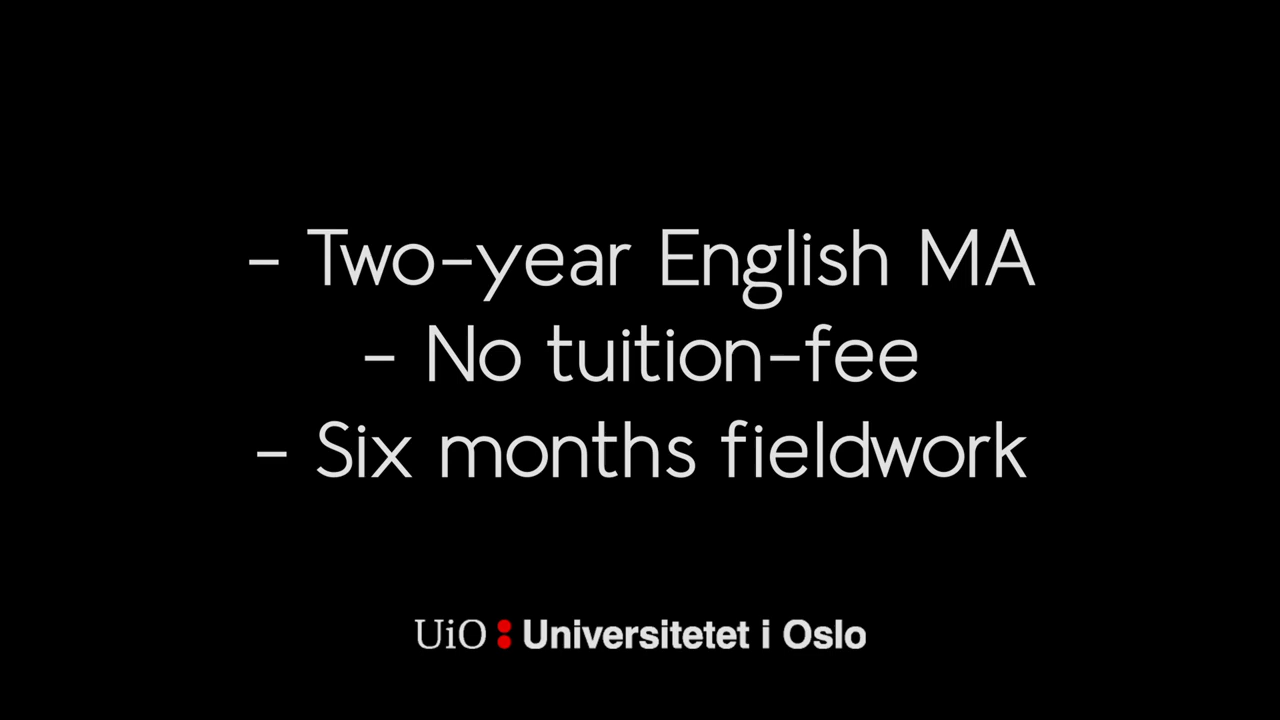 - Two-year English MA
- No tuition-fee
- Six months fieldwork
UiO : Universitetet i Oslo